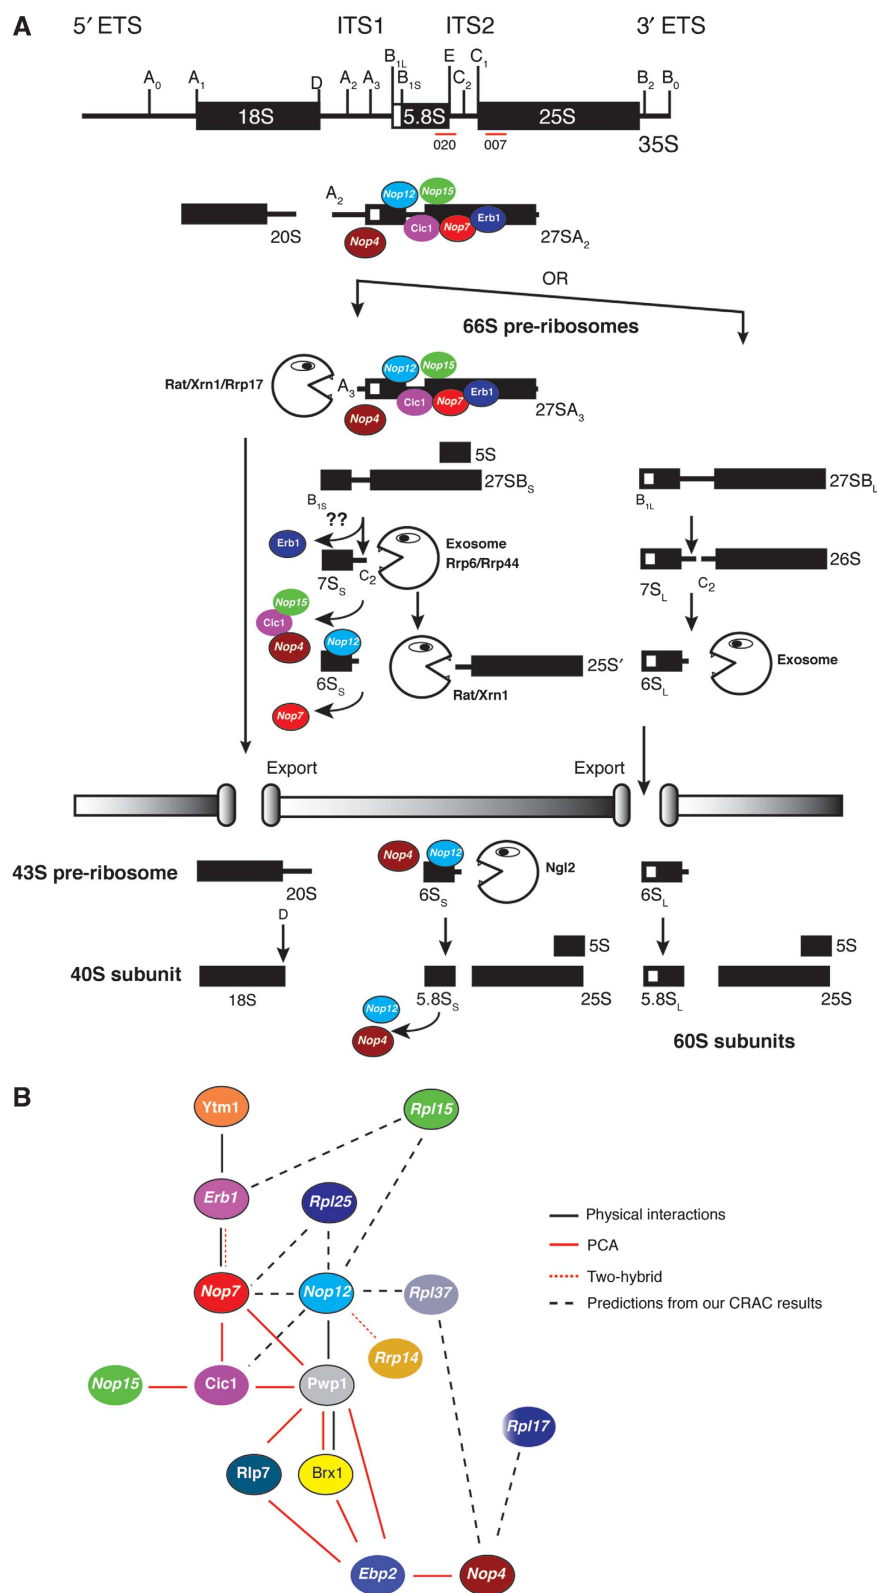 A
5′ ETS ITS1 ITS2 3′ ETS
A0 A1 D A2 A3 B1L B1S E C2 C1 B2 B0
18S 5.8S 25S
020 007
35S
A2 Nop12 Nop15
Cic1 Nop7 Erb1
20S Nop4 27SA2
OR
66S pre-ribosomes
Rat/Xrn1/Rrp17 A3 Nop12 Nop15
Cic1 Nop7 Erb1
Nop4 27SA3
5S
27SBS 27SBL
B1S B1L
??
Erb1 Exosome
Rrp6/Rrp44
7SS C2 7SL C2 26S
Nop15
Cic1
Nop4 Nop12
6SS 25S′ 6SL Exosome
Rat/Xrn1
Nop7
Export Export
43S pre-ribosome Nop4 Nop12 Ngl2
20S 6SS 6SL
D
5S 5S
40S subunit
18S 5.8SS 25S 5.8SL 25S
Nop12
Nop4
60S subunits
B
Ytm1 Rpl15
Erb1 Rpl25
Physical interactions
PCA
Two-hybrid
Predictions from our CRAC results
Nop7 Nop12 Rpl37
Rrp14
Nop15 Cic1 Pwp1
Rpl17
Rlp7 Brx1
Ebp2 Nop4